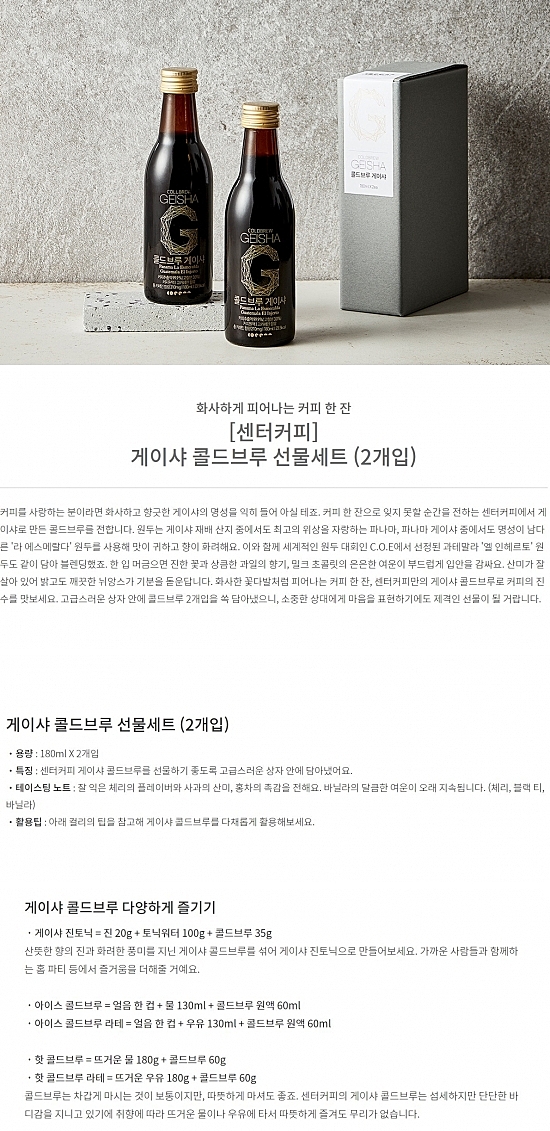 COLDBREW
GEISHA
콜드브루 게이샤
Panama La Esmeralda
Guatemala El Injerto
COLDBREW
GEISHA
G
콜드브루 게이샤
Panama La Esmeralda
Guatemala El Injerto
G
COLDBREW
GEISHA
콜드브루 게이샤
화사하게 피어나는 커피 한 잔
[센터커피]
게이샤 콜드브루 선물세트 (2개입)
커피를 사랑하는 분이라면 화사하고 향긋한 게이샤의 명성을 익히 들어 아실 테죠. 커피 한 잔으로 잊지 못할 순간을 전하는 센터커피에서 게
이샤로 만든 콜드브루를 전합니다. 원두는 게이샤 재배 산지 중에서도 최고의 위상을 자랑하는 파나마, 파나마 게이샤 중에서도 명성이 남다
른 '라 에스메랄다' 원두를 사용해 맛이 귀하고 향이 화려해요. 이와 함께 세계적인 원두 대회인 C.O.E에서 선정된 과테말라 '엘 인헤르토' 원
두도 같이 담아 블렌딩했죠. 한 입 머금으면 진한 꽃과 상큼한 과일의 향기, 밀크 초콜릿의 은은한 여운이 부드럽게 입안을 감싸요. 산미가 잘
살아 있어 밝고도 깨끗한 뉘앙스가 기분을 돋운답니다. 화사한 꽃다발처럼 피어나는 커피 한 잔, 센터커피만의 게이샤 콜드브루로 커피의 진
수를 맛보세요. 고급스러운 상자 안에 콜드브루 2개입을 쏙 담아냈으니, 소중한 상대에게 마음을 표현하기에도 제격인 선물이 될 거랍니다.
게이샤 콜드브루 선물세트 (2개입)
・용량 : 180ml X 2개입
・특징 : 센터커피 게이샤 콜드브루를 선물하기 좋도록 고급스러운 상자 안에 담아냈어요.
・테이스팅 노트 : 잘 익은 체리의 플레이버와 사과의 산미, 홍차의 촉감을 전해요. 바닐라의 달큼한 여운이 오래 지속됩니다. (체리, 블랙 티,
바닐라)
・활용팁 : 아래 컬리의 팁을 참고해 게이샤 콜드브루를 다채롭게 활용해보세요.
게이샤 콜드브루 다양하게 즐기기
・게이샤 진토닉 = 진 20g + 토닉워터 100g + 콜드브루 35g
산뜻한 향의 진과 화려한 풍미를 지닌 게이샤 콜드브루를 섞어 게이샤 진토닉으로 만들어보세요. 가까운 사람들과 함께하
는 홈 파티 등에서 즐거움을 더해줄 거예요.
・아이스 콜드브루 = 얼음 한 컵 + 물 130ml + 콜드브루 원액 60ml
・아이스 콜드브루 라테 = 얼음 한 컵 + 우유 130ml + 콜드브루 원액 60ml
・핫 콜드브루 = 뜨거운 물 180g + 콜드브루 60g
・핫 콜드브루 라테 = 뜨거운 우유 180g + 콜드브루 60g
콜드브루는 차갑게 마시는 것이 보통이지만, 따뜻하게 마셔도 좋죠. 센터커피의 게이샤 콜드브루는 섬세하지만 단단한 바
디감을 지니고 있기에 취향에 따라 뜨거운 물이나 우유에 타서 따뜻하게 즐겨도 무리가 없습니다.